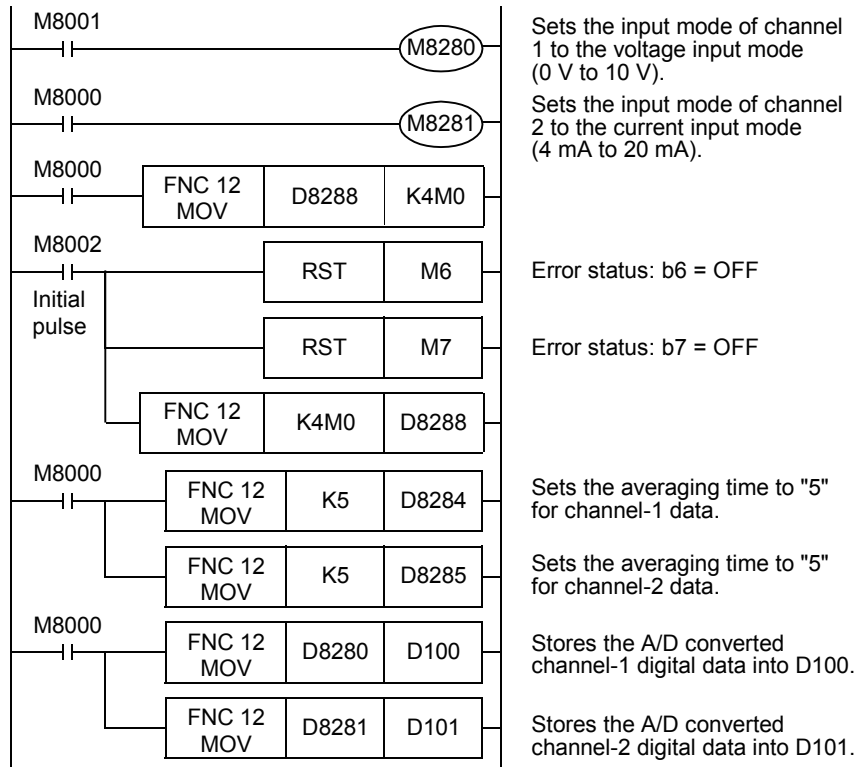 M8001
M8280
Sets the input mode of channel
1 to the voltage input mode
(0 V to 10 V).
M8000
M8281
Sets the input mode of channel
2 to the current input mode
(4 mA to 20 mA).
M8000
FNC 12
MOV
D8288
K4M0
M8002
Initial
pulse
RST
M6
Error status: b6 = OFF
RST
M7
Error status: b7 = OFF
FNC 12
MOV
K4M0
D8288
M8000
FNC 12
MOV
K5
D8284
Sets the averaging time to "5"
for channel-1 data.
FNC 12
MOV
K5
D8285
Sets the averaging time to "5"
for channel-2 data.
M8000
FNC 12
MOV
D8280
D100
Stores the A/D converted
channel-1 digital data into D100.
FNC 12
MOV
D8281
D101
Stores the A/D converted
channel-2 digital data into D101.